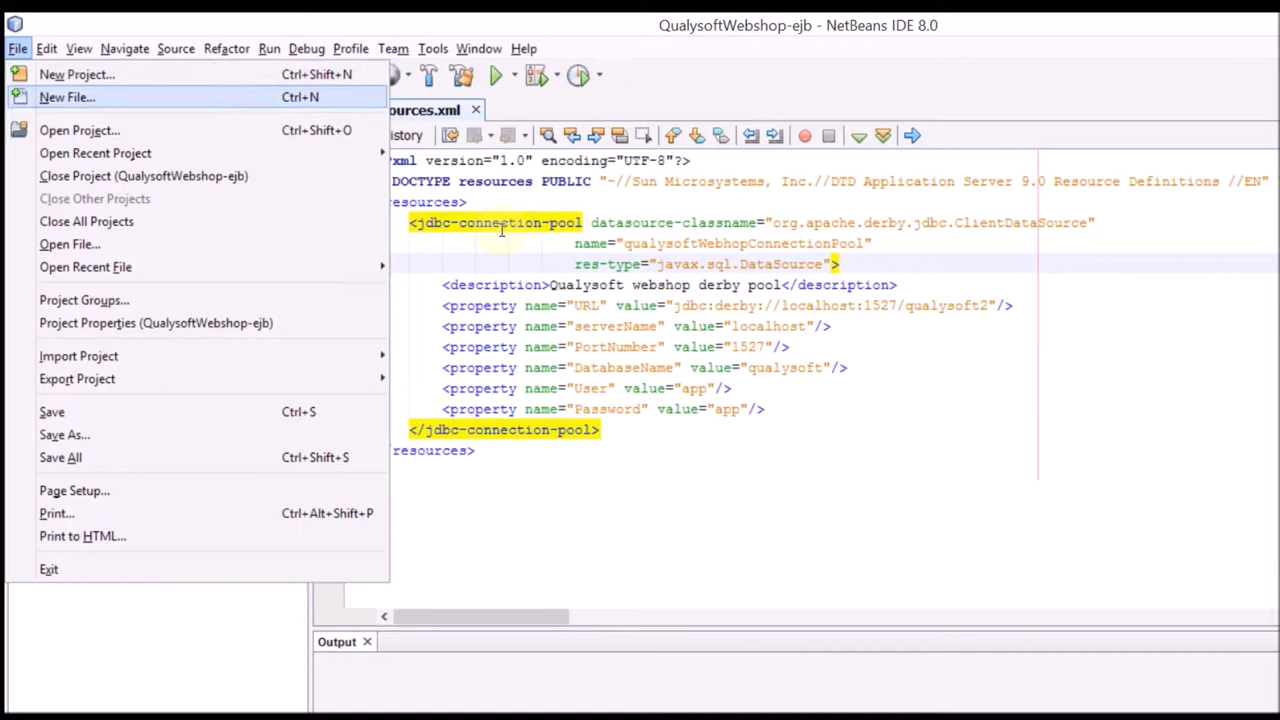 QualysoftWebshop-ejb - NetBeans IDE 8.0
File Edit View Navigate Source Refactor Run Debug Profile Team Tools Window Help
New Project... Ctrl+Shift+N
New File... Ctrl+N
Open Project... Ctrl+Shift+O
Open Recent Project
Close Project (QualysoftWebshop-ejb)
Close Other Projects
Close All Projects
Open File...
Open Recent File
Project Groups...
Project Properties (QualysoftWebshop-ejb)
Import Project
Export Project
Save Ctrl+S
Save As...
Save All Ctrl+Shift+S
Page Setup...
Print... Ctrl+Alt+Shift+P
Print to HTML...
Exit
ources.xml
istory
xml version="1.0" encoding="UTF-8"?>
DOCTYPE resources PUBLIC "-//Sun Microsystems, Inc.//DTD Application Server 9.0 Resource Definitions //EN"
resources>
<jdbc-connection-pool datasource-classname="org.apache.derby.jdbc.ClientDataSource"
name="qualysoftWebhopConnectionPool"
res-type="javax.sql.DataSource">
<description>Qualysoft webshop derby pool</description>
<property name="URL" value="jdbc:derby://localhost:1527/qualysoft2"/>
<property name="serverName" value="localhost"/>
<property name="PortNumber" value="1527"/>
<property name="DatabaseName" value="qualysoft"/>
<property name="User" value="app"/>
<property name="Password" value="app"/>
</jdbc-connection-pool>
resources>
Output